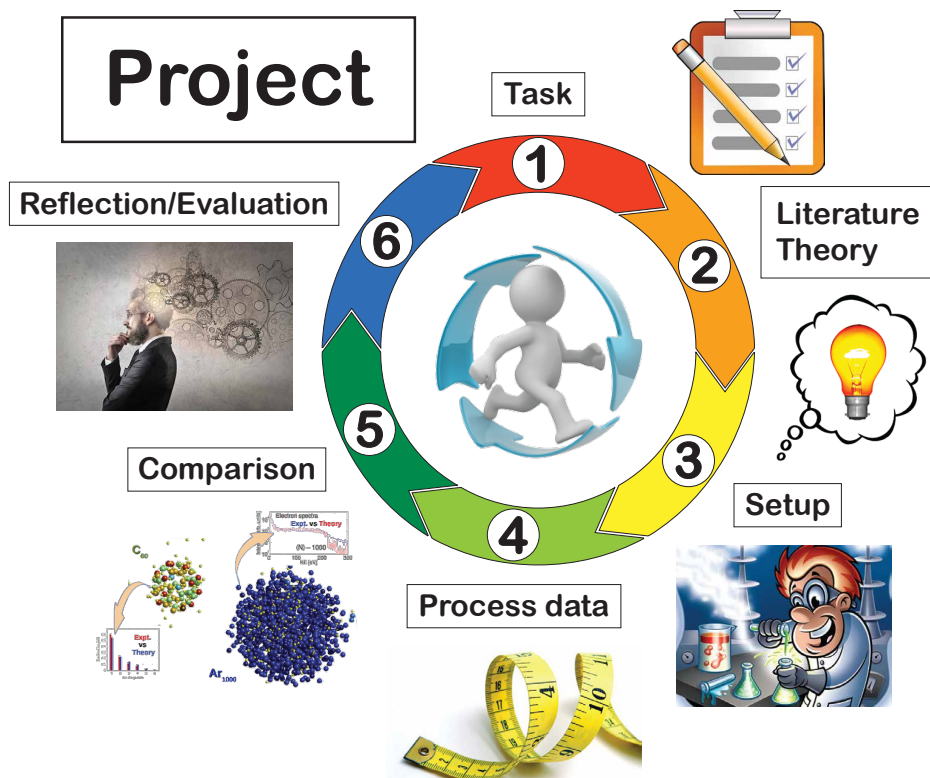 Project
Task
1
Literature
Theory
2
Setup
3
Process data
4
Comparison
5
Reflection/Evaluation
6
C60
Expt.
vs
Theory
Electron spectra
Expt. vs Theory
⟨N⟩~1000
Ar1000